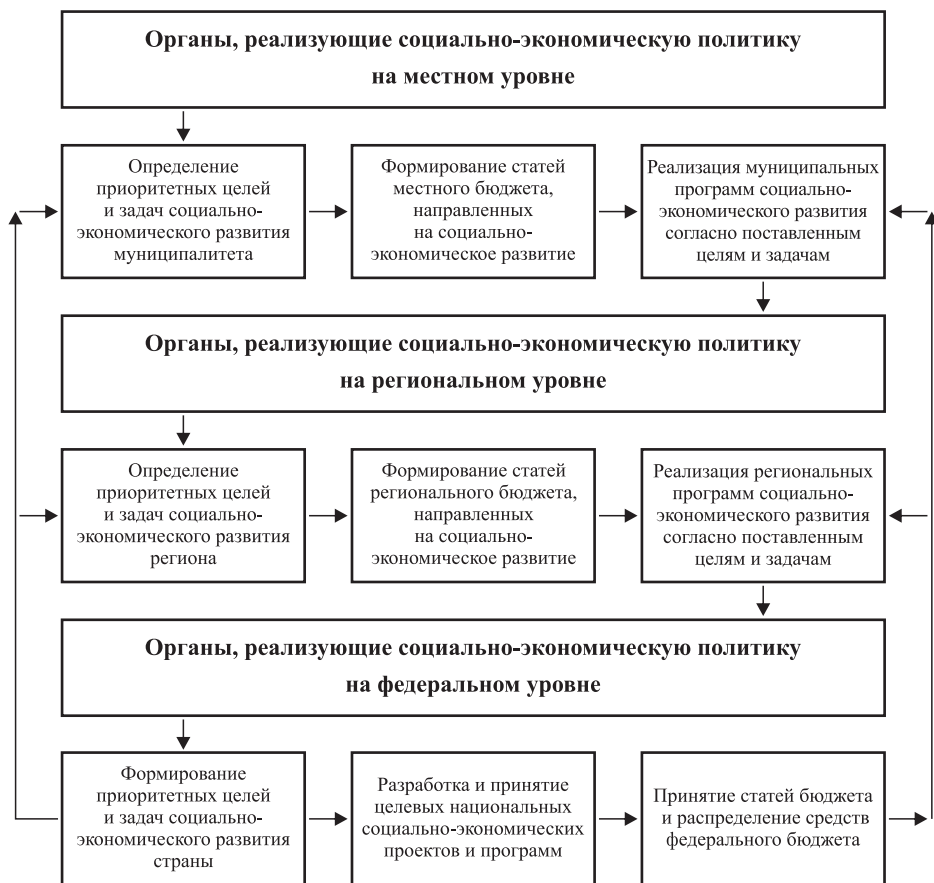 Органы, реализующие социально-экономическую политику
на местном уровне
Определение
приоритетных целей
и задач социально-
экономического развития
муниципалитета
Формирование статей
местного бюджета,
направленных
на социально-
экономическое развитие
Реализация муниципальных
программ социально-
экономического развития
согласно поставленным
целям и задачам
Органы, реализующие социально-экономическую политику
на региональном уровне
Определение
приоритетных целей
и задач социально-
экономического развития
региона
Формирование статей
регионального бюджета,
направленных
на социально-
экономическое развитие
Реализация региональных
программ социально-
экономического развития
согласно поставленным
целям и задачам
Органы, реализующие социально-экономическую политику
на федеральном уровне
Формирование
приоритетных целей
и задач социально-
экономического развития
страны
Разработка и принятие
целевых национальных
социально-экономических
проектов и программ
Принятие статей бюджета
и распределение средств
федерального бюджета